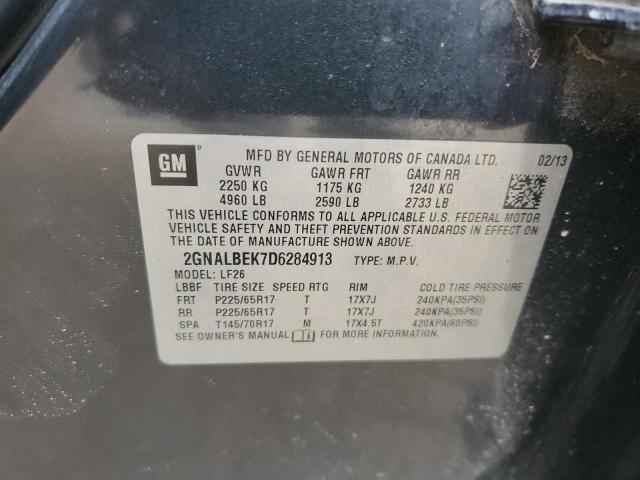 GM
MFD BY GENERAL MOTORS OF CANADA LTD. 02/13
GVWR GAWR FRT GAWR RR
2250 KG 1175 KG 1240 KG
4960 LB 2590 LB 2733 LB
THIS VEHICLE CONFORMS TO ALL APPLICABLE U.S. FEDERAL MOTOR
VEHICLE SAFETY AND THEFT PREVENTION STANDARDS IN EFFECT ON
THE DATE OF MANUFACTURE SHOWN ABOVE.
2GNALBEK7D6284913 TYPE: M.P.V.
MODEL: LF26
LBBF TIRE SIZE SPEED RTG RIM COLD TIRE PRESSURE
FRT P225/65R17 T 17X7J 240KPA(35PSI)
RR P225/65R17 T 17X7J 240KPA(35PSI)
SPA T145/70R17 M 17X4.5T 420KPA(60PSI)
SEE OWNER'S MANUAL FOR MORE INFORMATION.